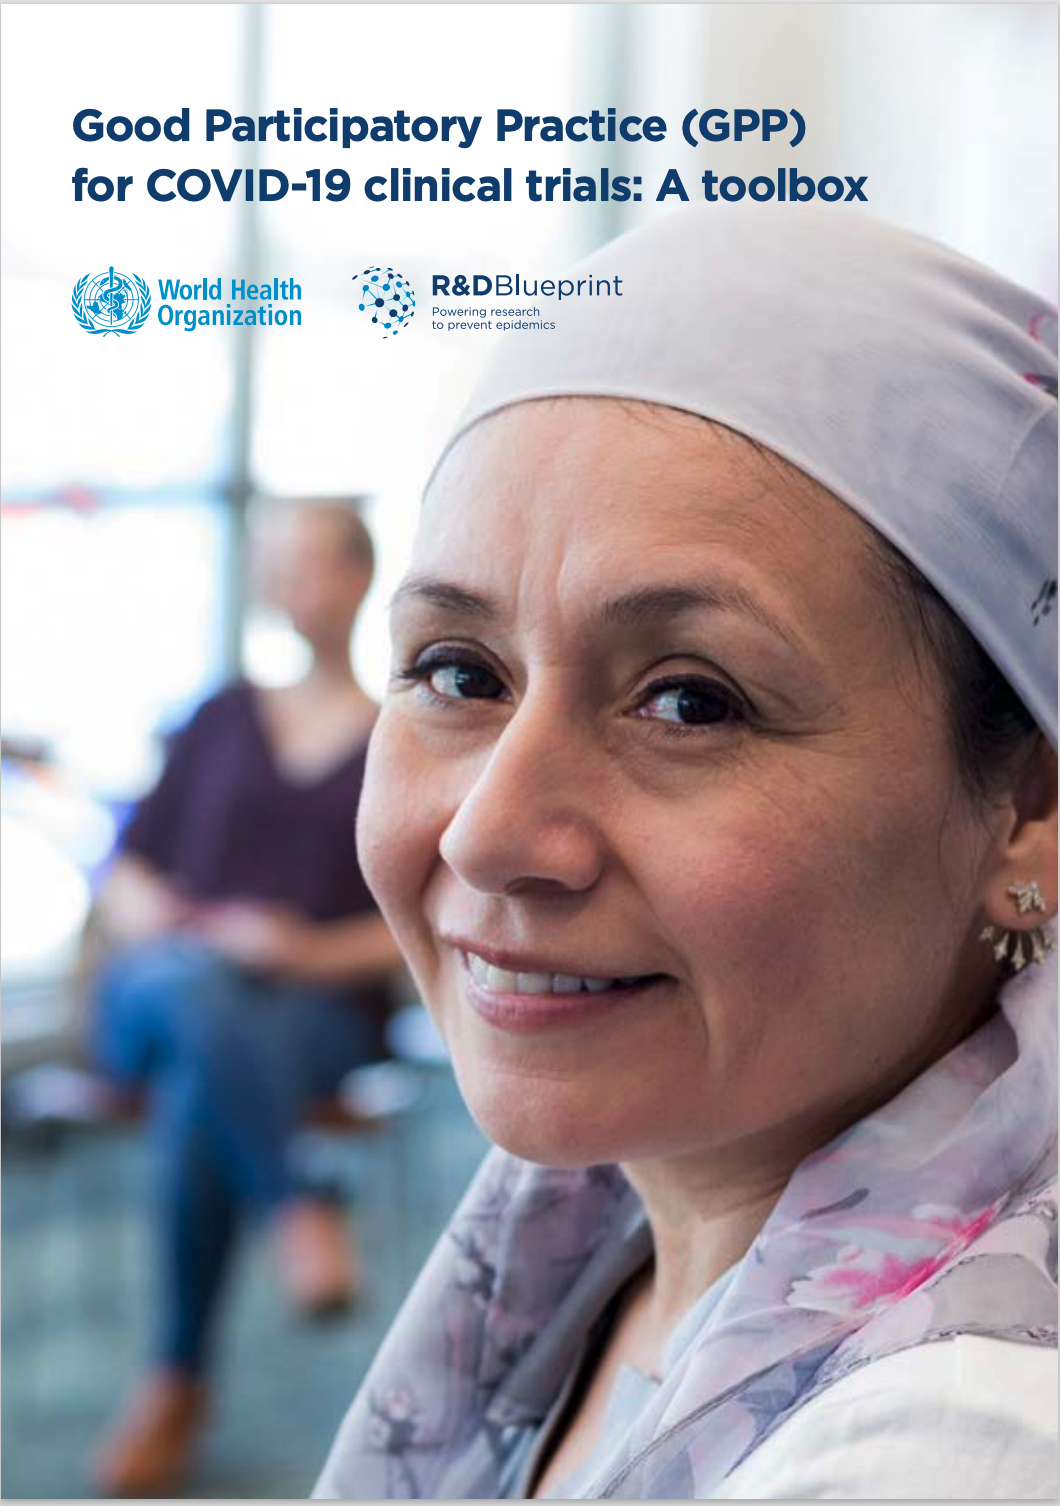 Good Participatory Practice (GPP)
for COVID-19 clinical trials: A toolbox
World Health
Organization
R&DBlueprint
Powering research
to prevent epidemics